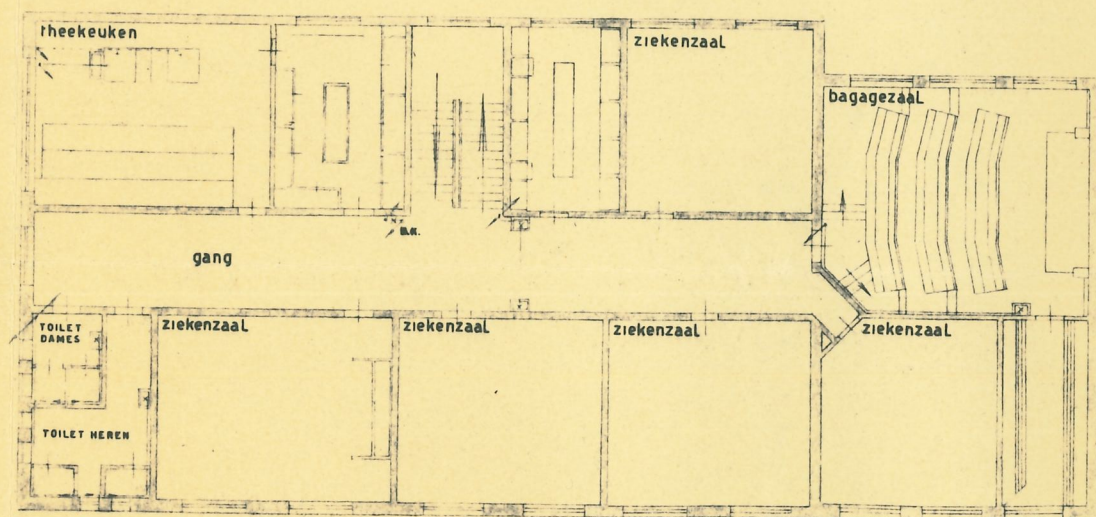 theekeuken
ziekenzaal
bagagezaal
B.K.
gang
TOILET
DAMES
ziekenzaal
ziekenzaal
ziekenzaal
ziekenzaal
TOILET HEREN